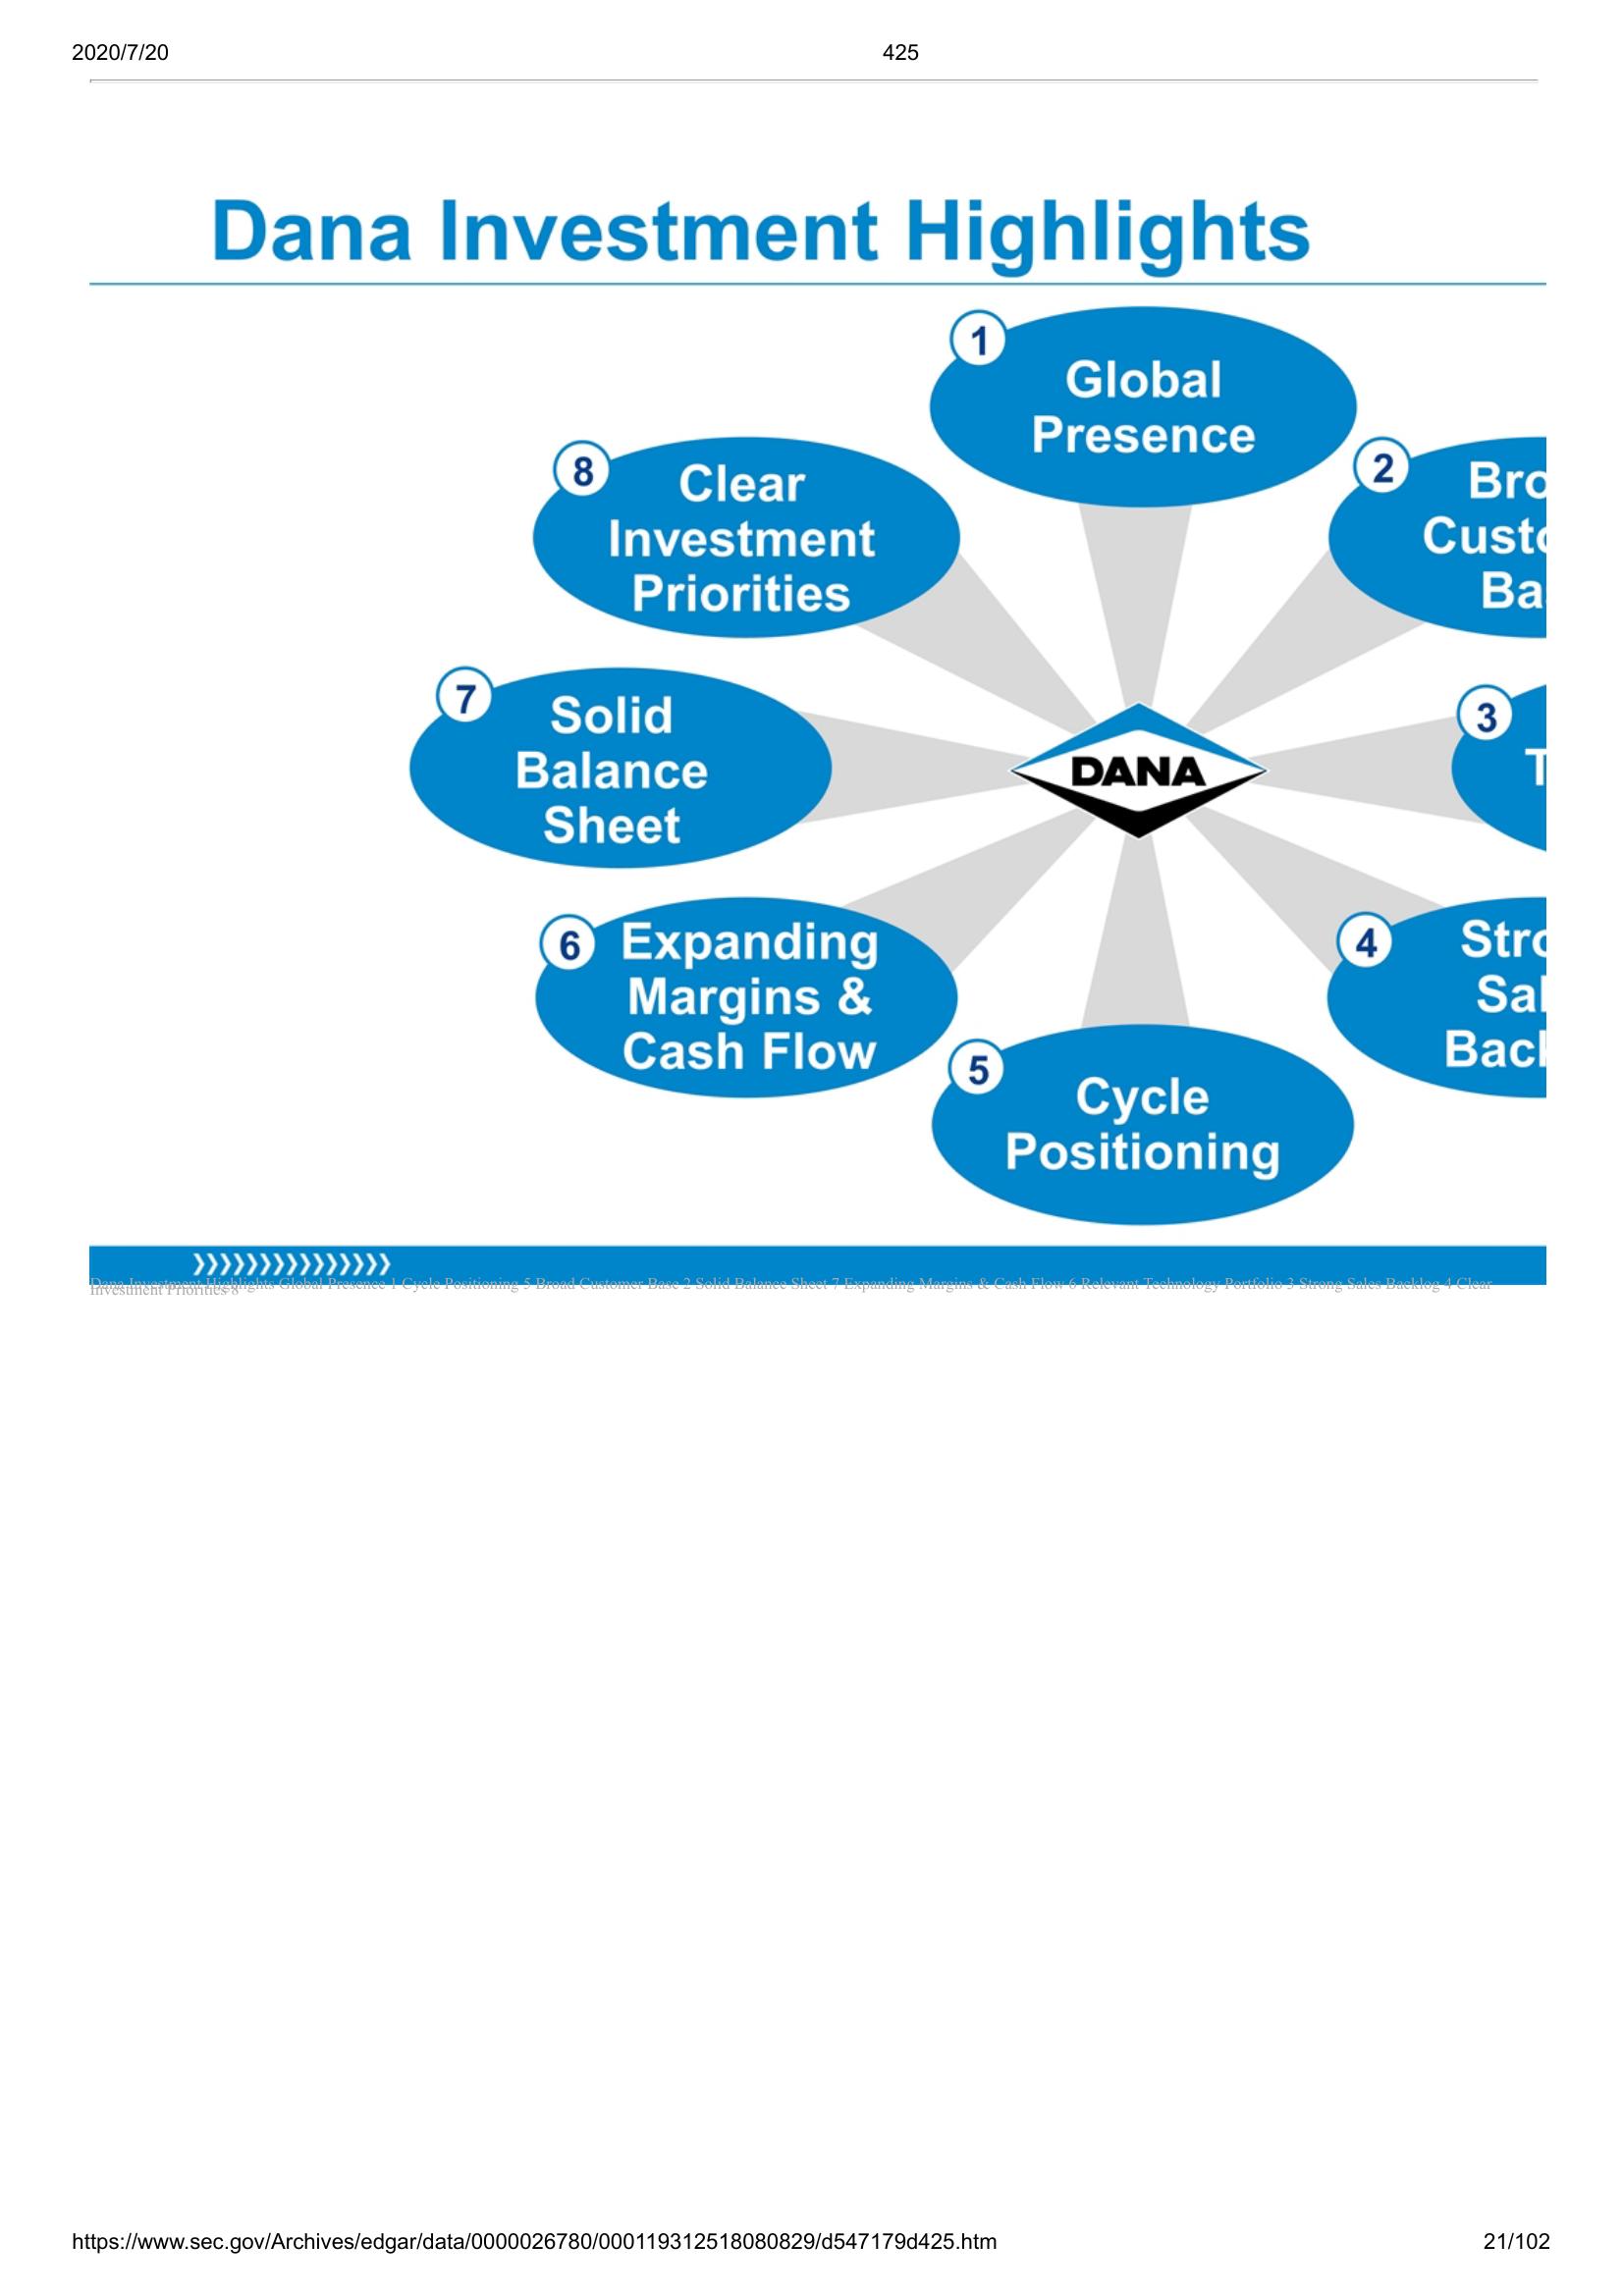 2020/7/20
425
Dana Investment Highlights
1
Global
Presence
2
Bro
Custo
Ba
3
T
4
Stro
Sal
Back
5
Cycle
Positioning
6
Expanding
Margins &
Cash Flow
7
Solid
Balance
Sheet
8
Clear
Investment
Priorities
DANA
Dana Investment Highlights Global Presence 1 Cycle Positioning 5 Broad Customer Base 2 Solid Balance Sheet 7 Expanding Margins & Cash Flow 6 Relevant Technology Portfolio 3 Strong Sales Backlog 4 Clear
Investment Priorities 8
https://www.sec.gov/Archives/edgar/data/0000026780/000119312518080829/d547179d425.htm
21/102